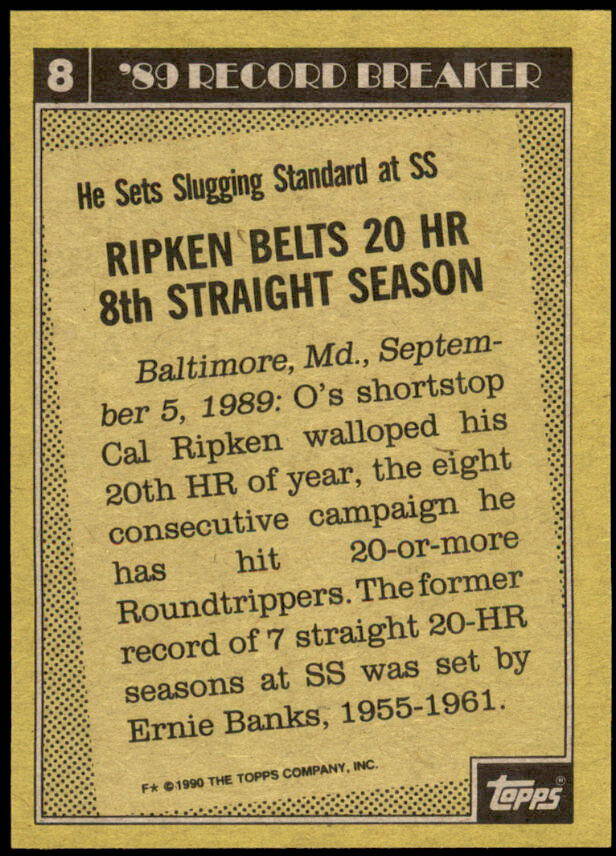 8 '89 RECORD BREAKER
He Sets Slugging Standard at SS
RIPKEN BELTS 20 HR
8th STRAIGHT SEASON
Baltimore, Md., Septem-
ber 5, 1989: O's shortstop
Cal Ripken walloped his
20th HR of year, the eight
consecutive campaign he
has hit 20-or-more
Roundtrippers. The former
record of 7 straight 20-HR
seasons at SS was set by
Ernie Banks, 1955-1961.
F★ ©1990 THE TOPPS COMPANY, INC.
topps®